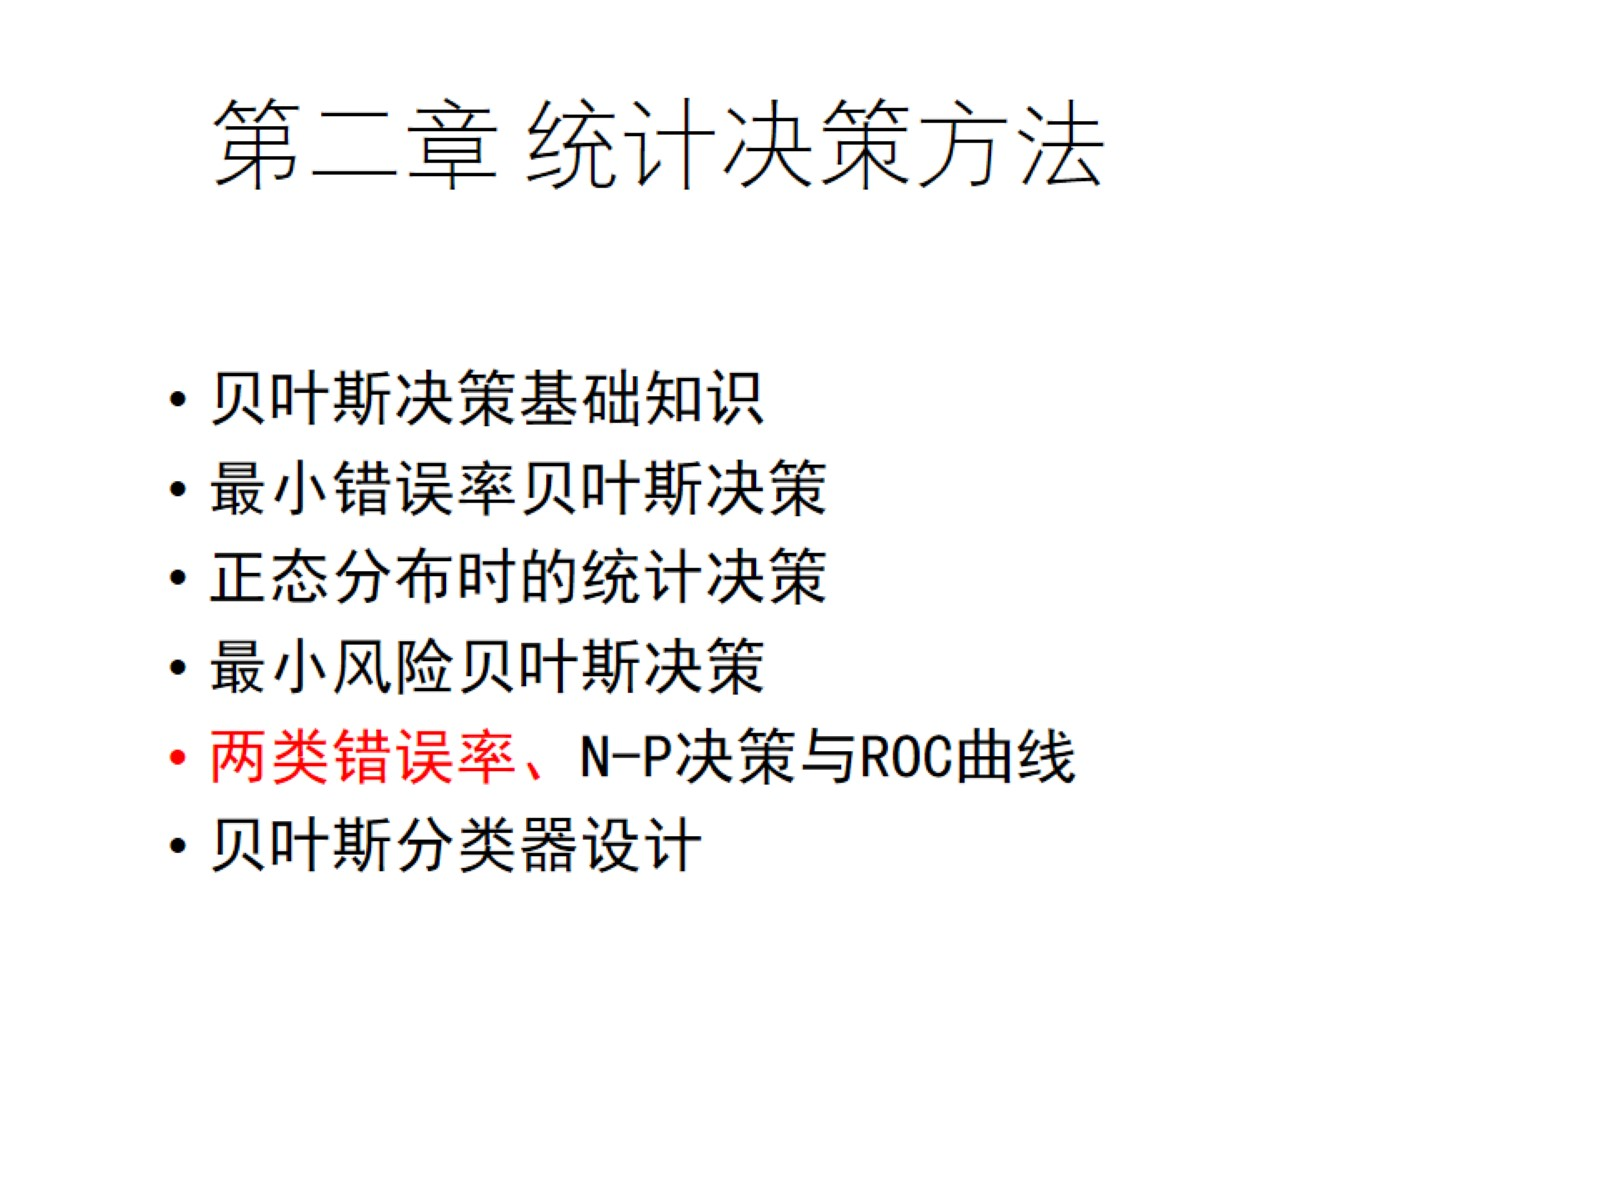 第二章 统计决策方法
• 贝叶斯决策基础知识
• 最小错误率贝叶斯决策
• 正态分布时的统计决策
• 最小风险贝叶斯决策
• 两类错误率、N-P决策与ROC曲线
• 贝叶斯分类器设计